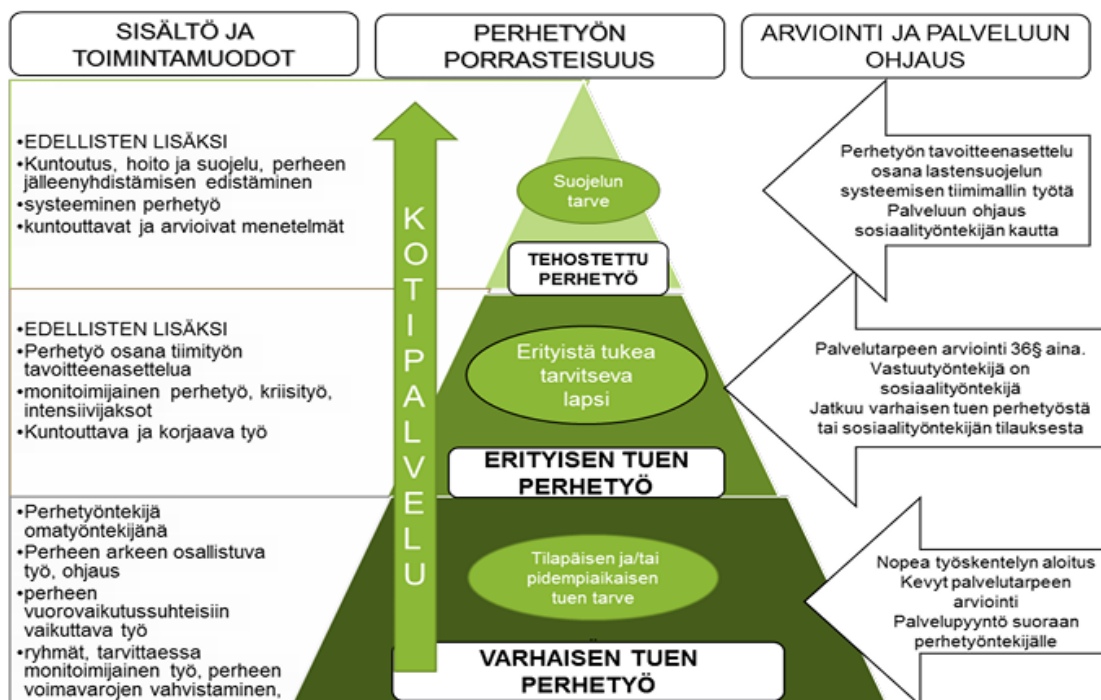 SISÄLTÖ JA
TOIMINTAMUODOT
PERHETYÖN
PORRASTEISUUS
ARVIOINTI JA PALVELUUN
OHJAUS
•EDELLISTEN LISÄKSI
•Kuntoutus, hoito ja suojelu, perheen
jälleenyhdistämisen edistäminen
•systeeminen perhetyö
•kuntouttavat ja arvioivat menetelmät
KOTIPALVELU
Suojelun
tarve
TEHOSTETTU
PERHETYÖ
Perhetyön tavoitteenasettelu
osana lastensuojelun
systeemisen tiimimallin työtä
Palveluun ohjaus
sosiaalityöntekijän kautta
•EDELLISTEN LISÄKSI
•Perhetyö osana tiimityön
tavoitteenasettelua
•monitoimijainen perhetyö, kriisityö,
intensiivijaksot
•Kuntouttava ja korjaava työ
Erityistä tukea
tarvitseva
lapsi
ERITYISEN TUEN
PERHETYÖ
Palvelutarpeen arviointi 36§ aina.
Vastuutyöntekijä on
sosiaalityöntekijä
Jatkuu varhaisen tuen perhetyöstä
tai sosiaalityöntekijän tilauksesta
•Perhetyöntekijä
omatyöntekijänä
•Perheen arkeen osallistuva
työ, ohjaus
•perheen
vuorovaikutussuhteisiin
vaikuttava työ
•ryhmät, tarvittaessa
monitoimijainen työ, perheen
voimavarojen vahvistaminen,
Tilapäisen ja/tai
pidempiaikaisen
tuen tarve
VARHAISEN TUEN
PERHETYÖ
Nopea työskentelyn aloitus
Kevyt palvelutarpeen
arviointi
Palvelupyyntö suoraan
perhetyöntekijälle